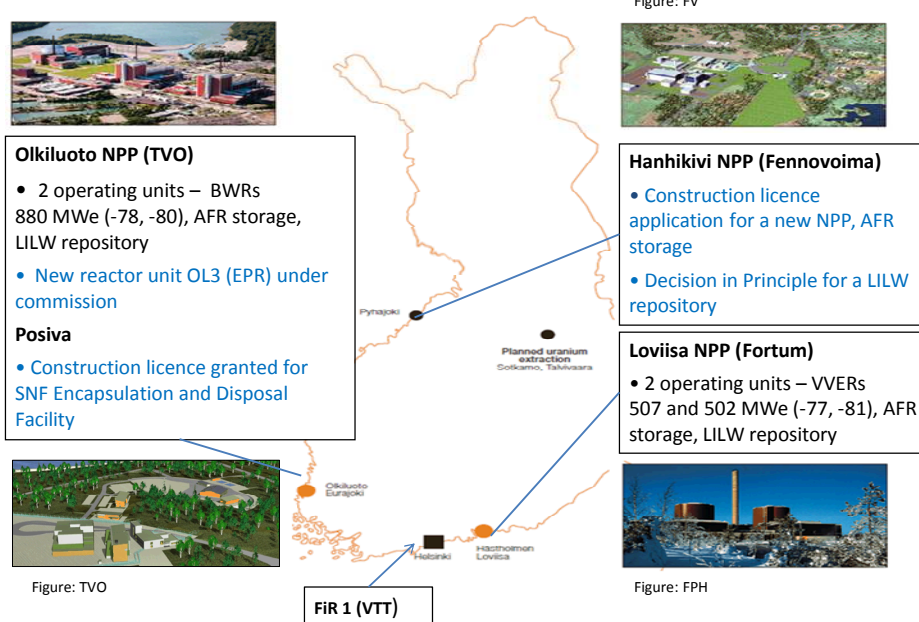 Figure: FV
Olkiluoto NPP (TVO)
• 2 operating units – BWRs
880 MWe (-78, -80), AFR storage,
LILW repository
• New reactor unit OL3 (EPR) under
commission
Posiva
• Construction licence granted for
SNF Encapsulation and Disposal
Facility
Hanhikivi NPP (Fennovoima)
• Construction licence
application for a new NPP, AFR
storage
• Decision in Principle for a LILW
repository
Pyhajoki
Planned uranium
extraction
Sotkamo, Talvivaara
Loviisa NPP (Fortum)
• 2 operating units – VVERs
507 and 502 MWe (-77, -81), AFR
storage, LILW repository
Olkiluoto
Eurajoki
Helsinki
Hästholmen
Loviisa
Figure: TVO
Figure: FPH
FiR 1 (VTT)